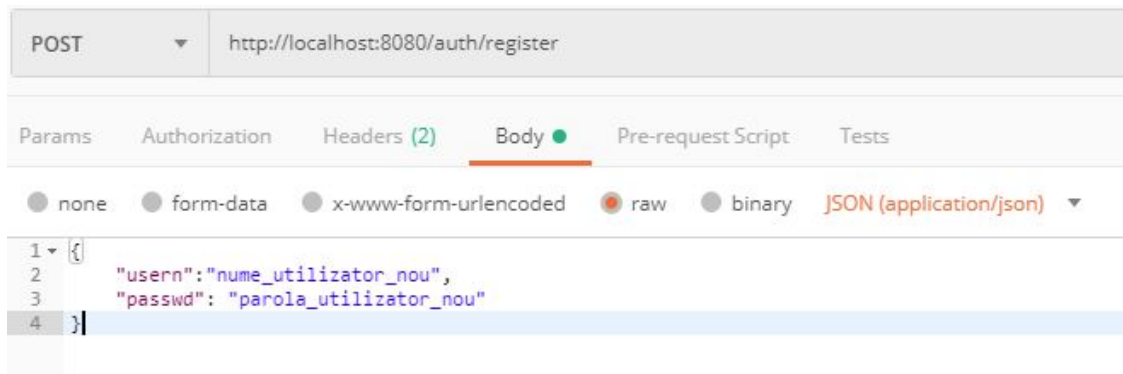 POST http://localhost:8080/auth/register
Params Authorization Headers (2) Body Pre-request Script Tests
none form-data x-www-form-urlencoded raw binary JSON (application/json)
1 {
2 "usern":"nume_utilizator_nou",
3 "passwd": "parola_utilizator_nou"
4 }